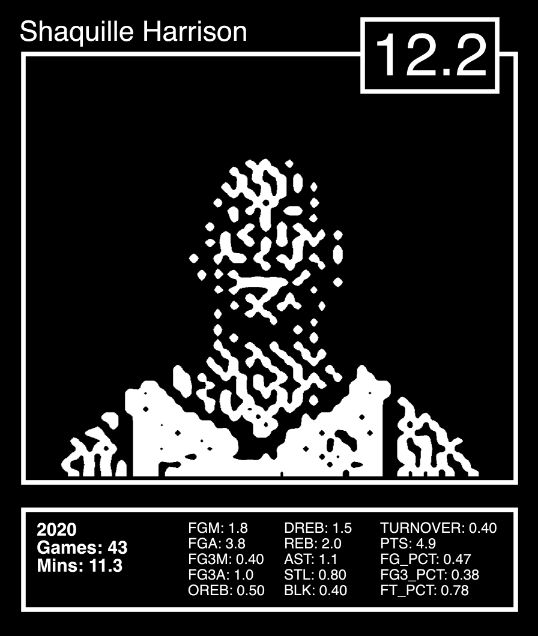 Shaquille Harrison
12.2
2020
Games: 43
Mins: 11.3
FGM: 1.8
FGA: 3.8
FG3M: 0.40
FG3A: 1.0
OREB: 0.50
DREB: 1.5
REB: 2.0
AST: 1.1
STL: 0.80
BLK: 0.40
TURNOVER: 0.40
PTS: 4.9
FG_PCT: 0.47
FG3_PCT: 0.38
FT_PCT: 0.78